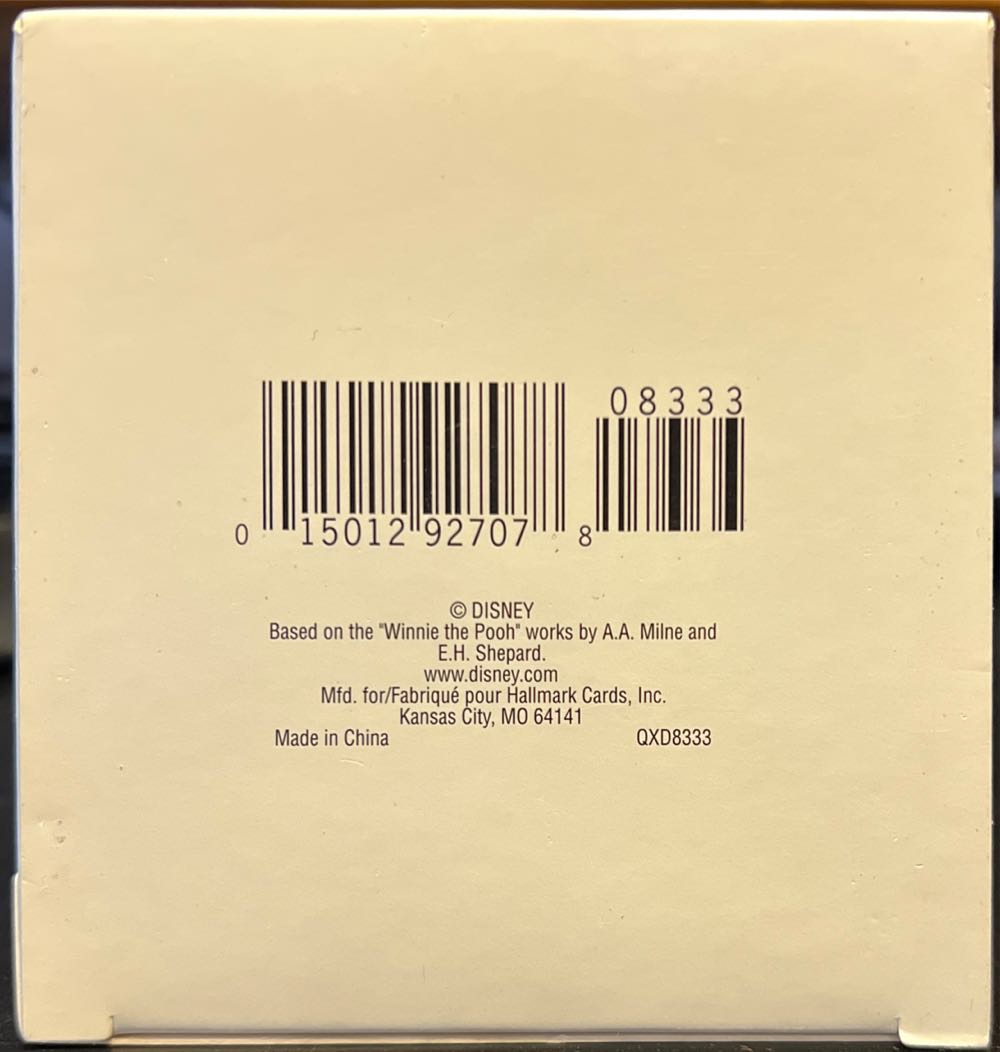 08333
0 15012 92707 8
© DISNEY
Based on the "Winnie the Pooh" works by A.A. Milne and
E.H. Shepard.
www.disney.com
Mfd. for/Fabriqué pour Hallmark Cards, Inc.
Kansas City, MO 64141
Made in China QXD8333